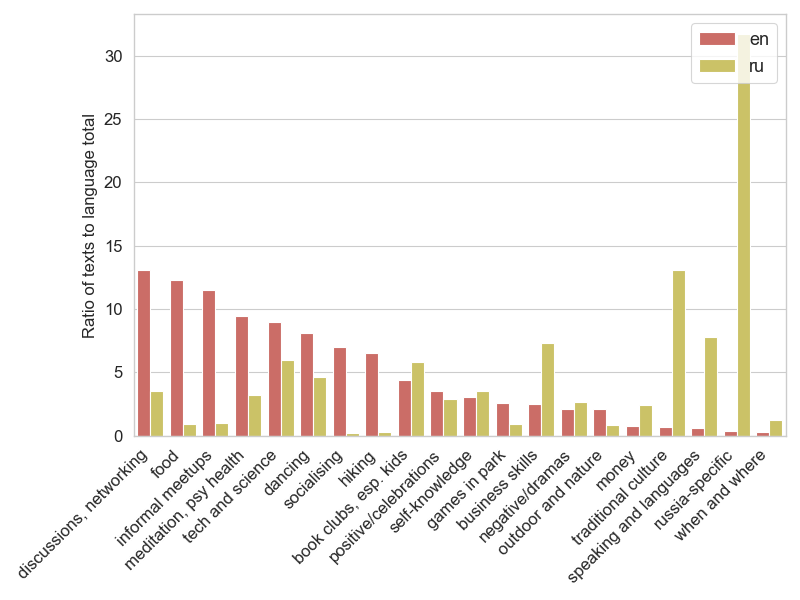 en
ru
Ratio of texts to language total
30
25
20
15
10
5
0
discussions, networking
food
informal meetups
meditation, psy health
tech and science
dancing
socialising
hiking
book clubs, esp. kids
positive/celebrations
self-knowledge
games in park
business skills
negative/dramas
outdoor and nature
money
traditional culture
speaking and languages
russia-specific
when and where